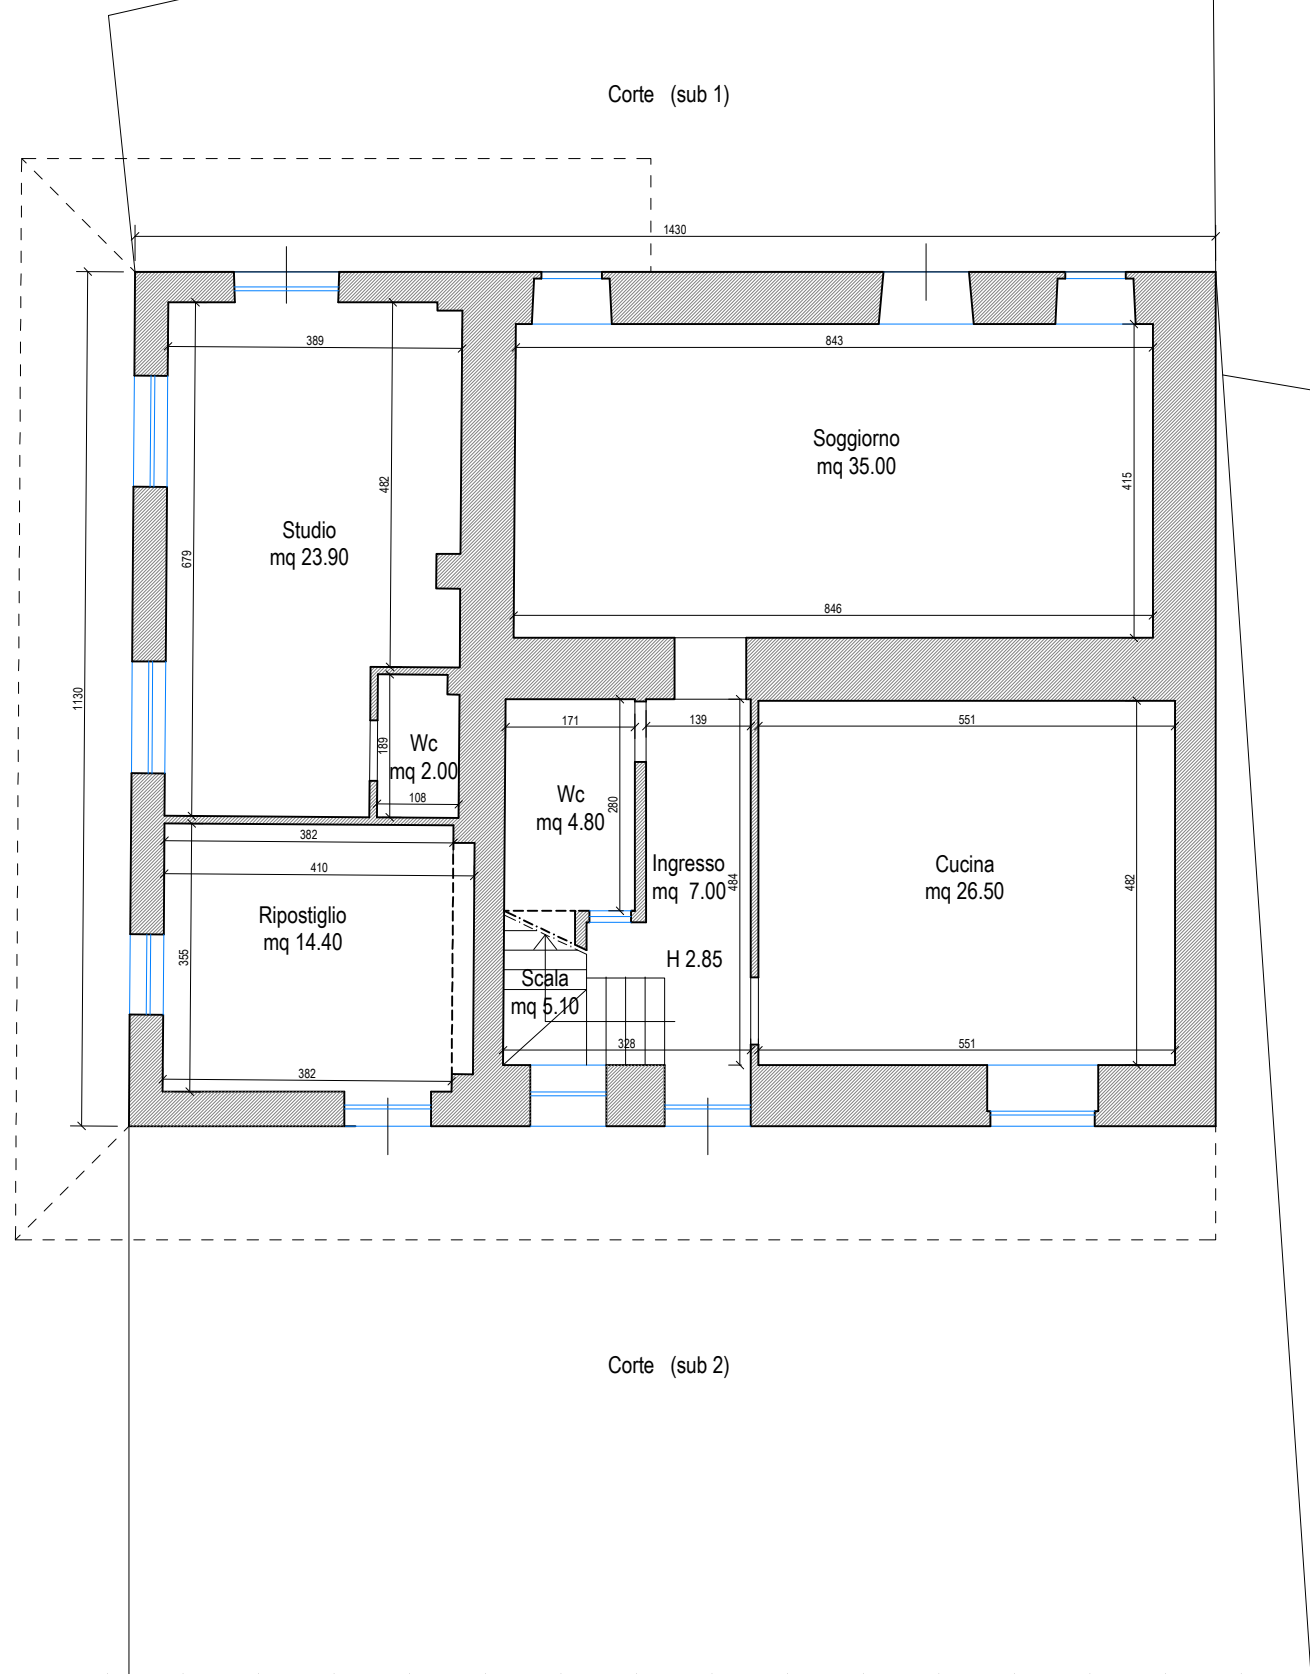 Corte (sub 1)
1430
389
843
Soggiorno
mq 35.00
482
415
Studio
mq 23.90
679
846
1130
171
139
551
Wc
mq 2.00
189
108
Wc
mq 4.80
280
382
410
Ingresso
mq 7.00
484
Cucina
mq 26.50
482
Ripostiglio
mq 14.40
355
H 2.85
Scala
mq 5.10
328
551
382
Corte (sub 2)